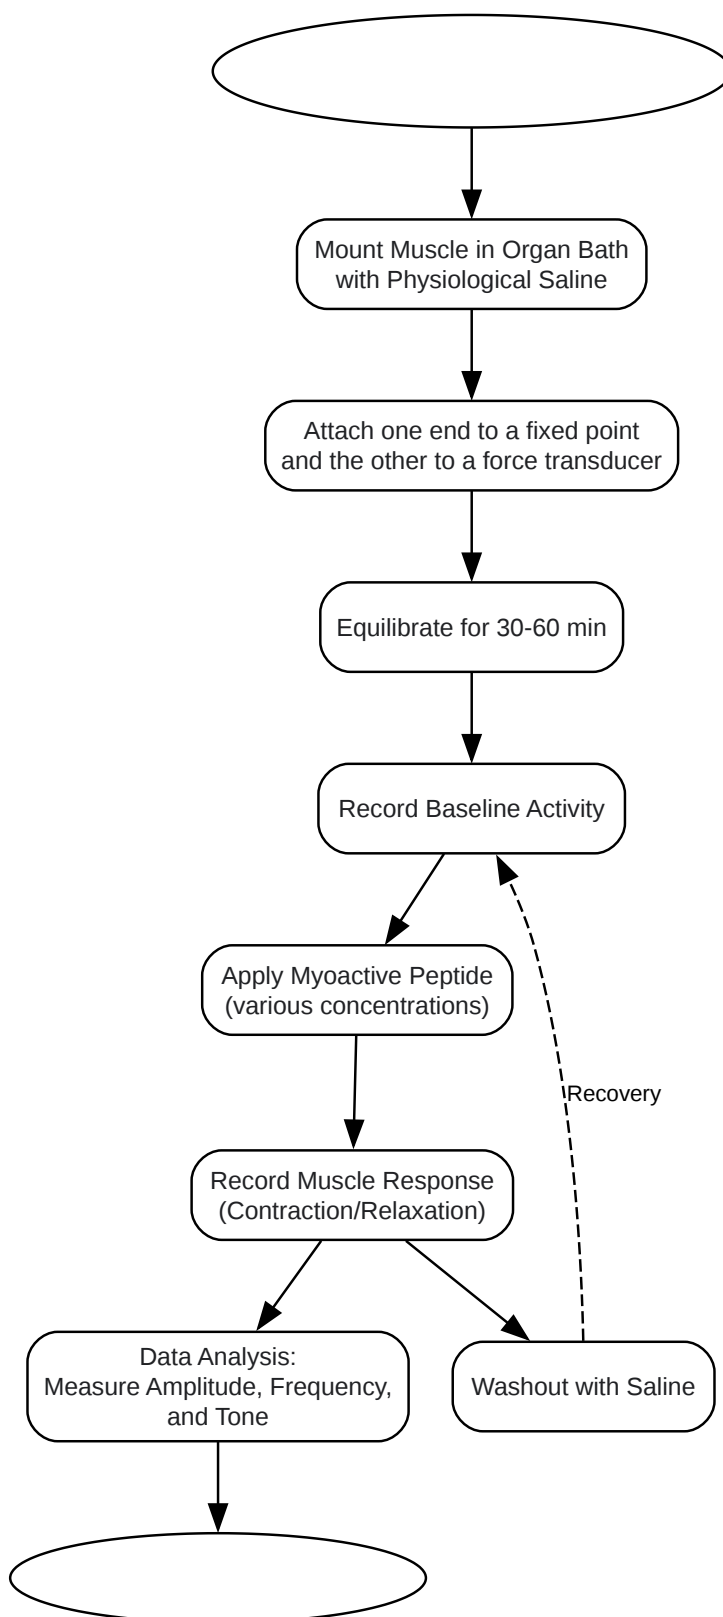 Mount Muscle in Organ Bath
with Physiological Saline
Attach one end to a fixed point
and the other to a force transducer
Equilibrate for 30-60 min
Record Baseline Activity
Apply Myoactive Peptide
(various concentrations)
Recovery
Record Muscle Response
(Contraction/Relaxation)
Data Analysis:
Measure Amplitude, Frequency,
and Tone
Washout with Saline